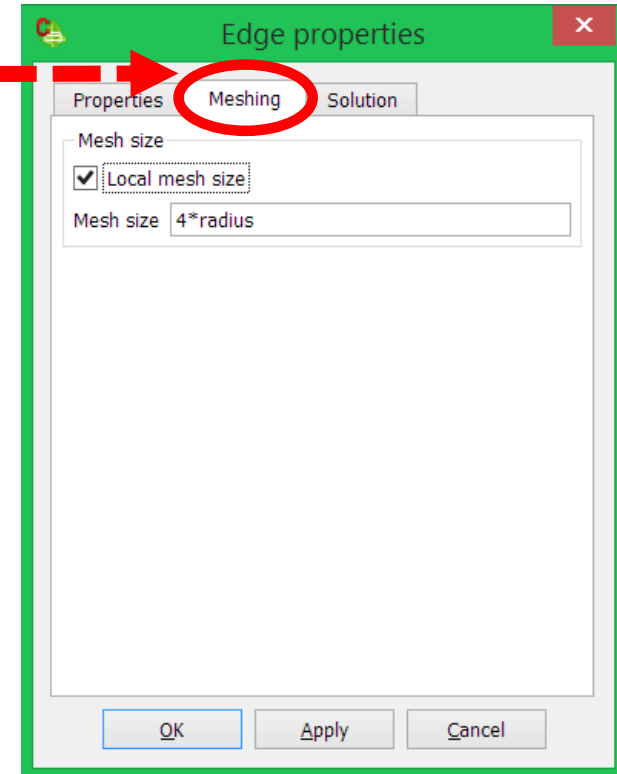 Edge properties
Properties Meshing Solution
Mesh size
Local mesh size
Mesh size 4*radius
OK Apply Cancel